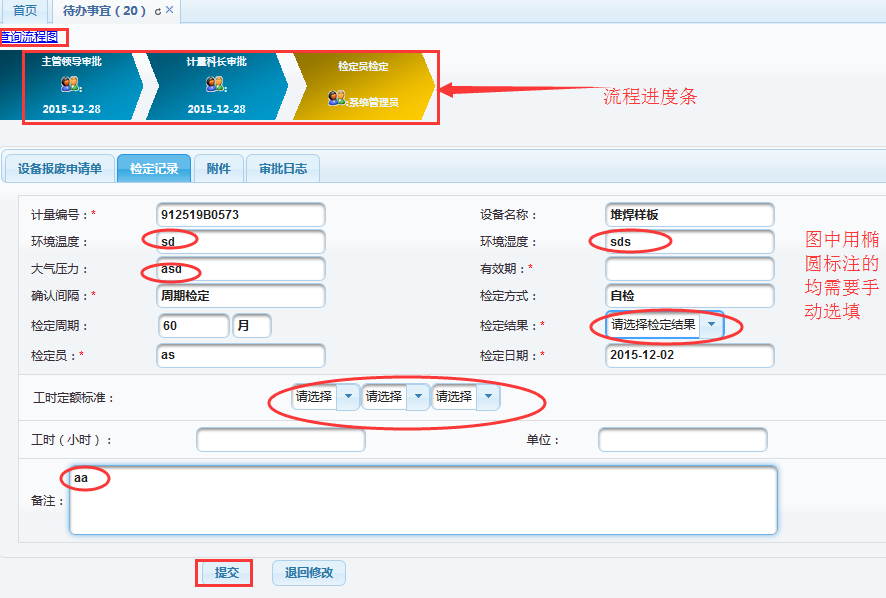 首页
待办事宜（20）
查询流程图
主管领导审批
计量科长审批
检定员检定
:
:
:系统管理员
2015-12-28
2015-12-28
流程进度条
设备报废申请单
检定记录
附件
审批日志
计量编号：*
912519B0573
设备名称：
堆焊样板
环境温度：
sd
环境湿度：
sds
大气压力：
asd
有效期：*
确认间隔：*
周期检定
检定方式：
自检
检定周期：
60
月
检定结果：*
请选择检定结果
检定员：*
as
检定日期：*
2015-12-02
图中用椭
圆标注的
均需要手
动选填
工时定额标准：
请选择
请选择
请选择
工时（小时）：
单位：
备注：
aa
提交
退回修改